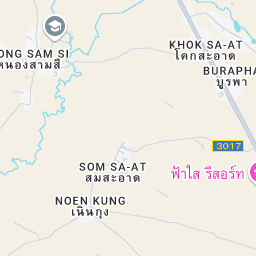 ONG SAM SI
หนองสามสี
KHOK SA-AT
โคกสะอาด
BURAPHA
บูรพา
3017
SOM SA-AT
สมสะอาด
ฟ้าใส รีสอร์ท
NOEN KUNG
เนินกุง